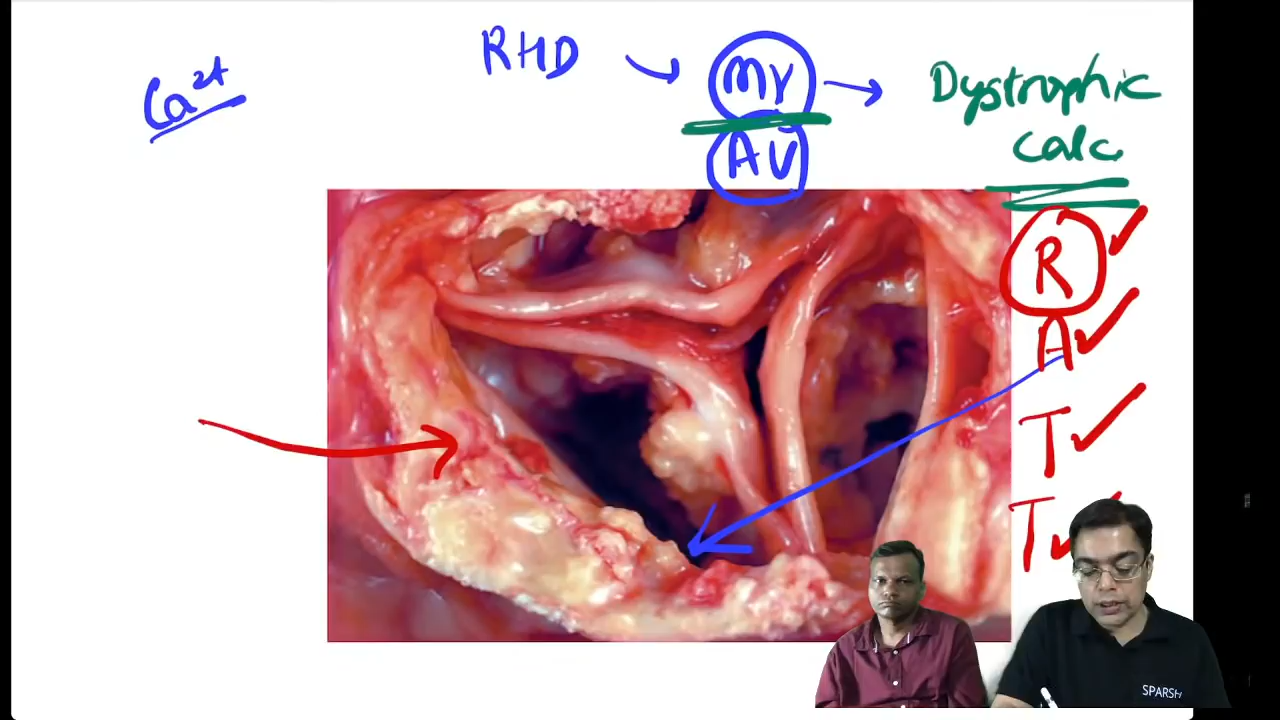 RHD → MV → Dystrophic
Ca²⁺
AV
calc
R ✓
A ✓
T ✓
T ✓
SPARSH